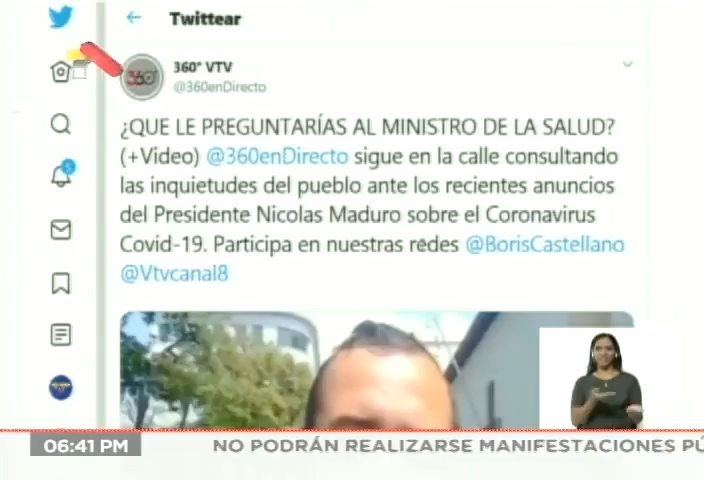 Twittear
360° VTV
@360enDirecto
¿QUE LE PREGUNTARÍAS AL MINISTRO DE LA SALUD?
(+Video) @360enDirecto sigue en la calle consultando
las inquietudes del pueblo ante los recientes anuncios
del Presidente Nicolas Maduro sobre el Coronavirus
Covid-19. Participa en nuestras redes @BorisCastellano
@Vtvcanal8
360°
06:41 PM
NO PODRÁN REALIZARSE MANIFESTACIONES PÚ